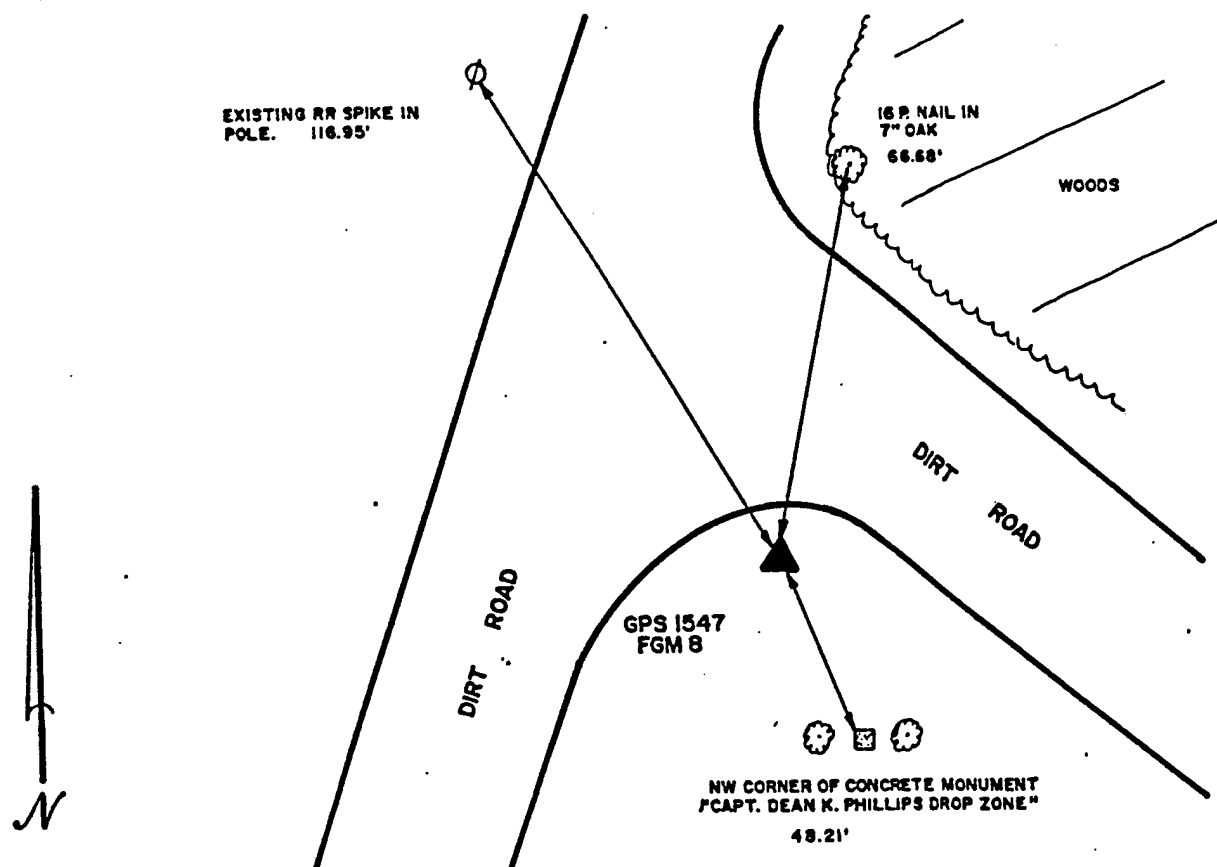 EXISTING RR SPIKE IN
POLE. 116.95'
16 P. NAIL IN
7" OAK
66.68'
WOODS
DIRT ROAD
DIRT ROAD
GPS 1547
FGM 8
N
NW CORNER OF CONCRETE MONUMENT
"CAPT. DEAN K. PHILLIPS DROP ZONE"
48.21'